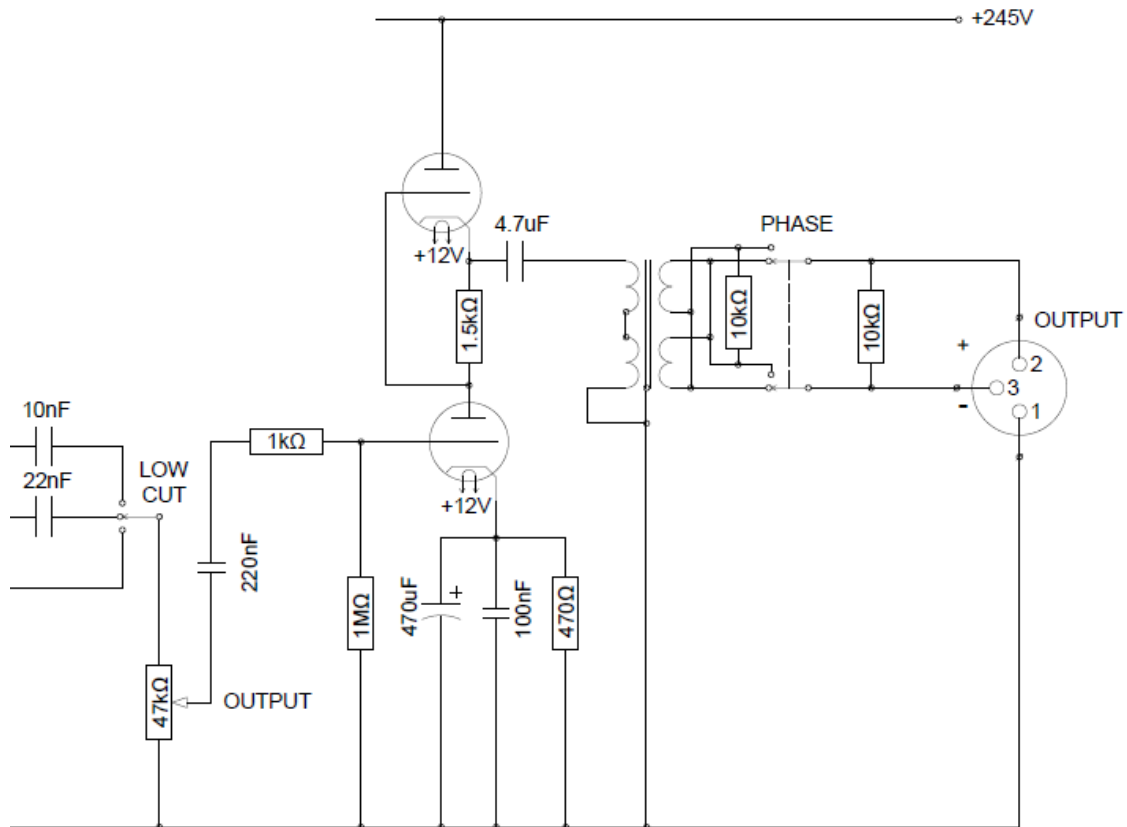 +245V
4.7uF
PHASE
+12V
1.5kΩ
10kΩ
10kΩ
OUTPUT
+
2
3
-
1
10nF
1kΩ
LOW
CUT
22nF
+12V
220nF
1MΩ
470uF
+
100nF
470Ω
47kΩ
OUTPUT